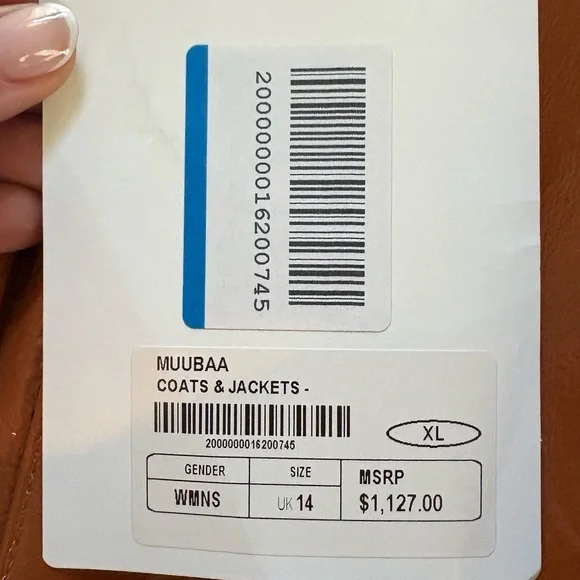 2000000016200745
MUUBAA
COATS & JACKETS -
2000000016200745
XL
GENDER SIZE MSRP
WMNS UK 14 $1,127.00